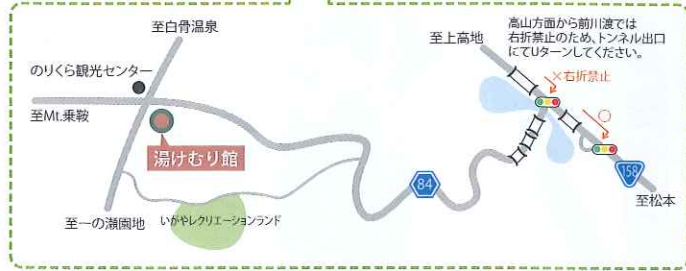 至白骨温泉
のりくら観光センター
至Mt.乗鞍
湯けむり館
至一の瀬園地
いがやレクリエーションランド
84
至上高地
高山方面から前川渡では
右折禁止のため、トンネル出口
にてUターンしてください。
×右折禁止
○
158
至松本